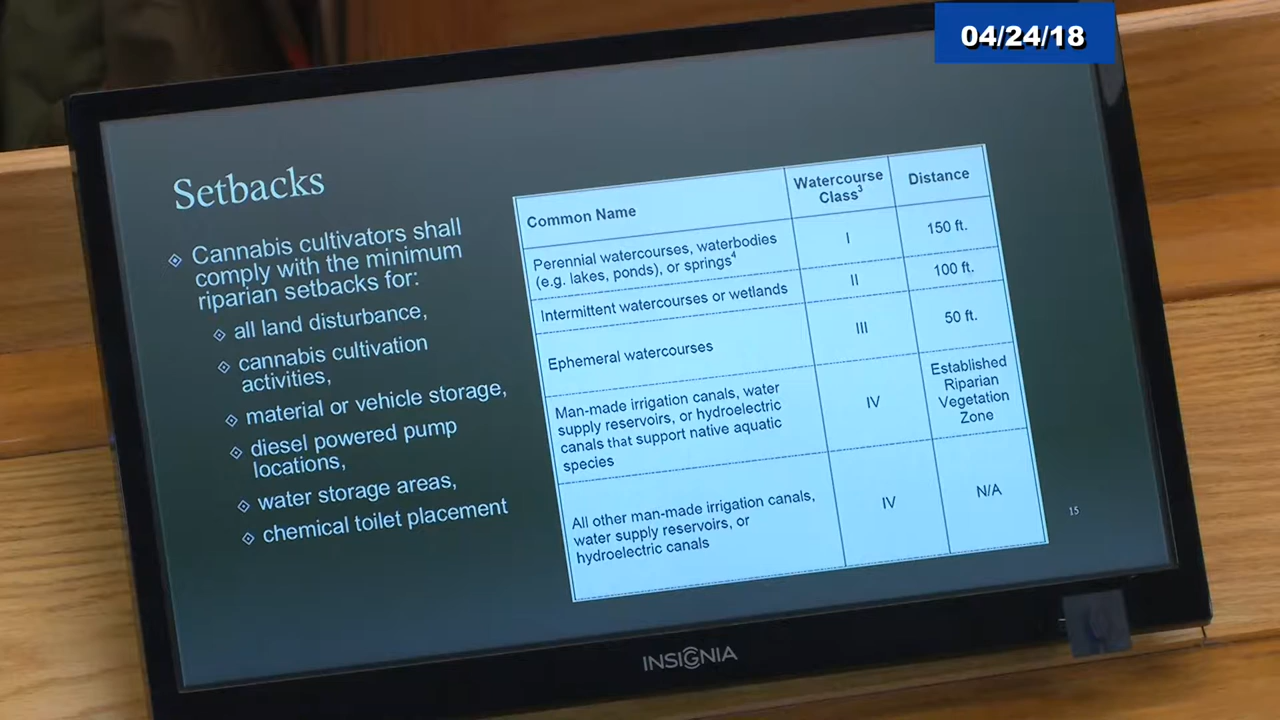 04/24/18
Setbacks
Cannabis cultivators shall
comply with the minimum
riparian setbacks for:
all land disturbance,
cannabis cultivation
activities,
material or vehicle storage,
diesel powered pump
locations,
water storage areas,
chemical toilet placement
Common Name
Watercourse
Class3
Distance
Perennial watercourses, waterbodies
(e.g. lakes, ponds), or springs4
I
150 ft.
Intermittent watercourses or wetlands
II
100 ft.
Ephemeral watercourses
III
50 ft.
Man-made irrigation canals, water
supply reservoirs, or hydroelectric
canals that support native aquatic
species
IV
Established
Riparian
Vegetation
Zone
All other man-made irrigation canals,
water supply reservoirs, or
hydroelectric canals
IV
N/A
15
INSIGNIA